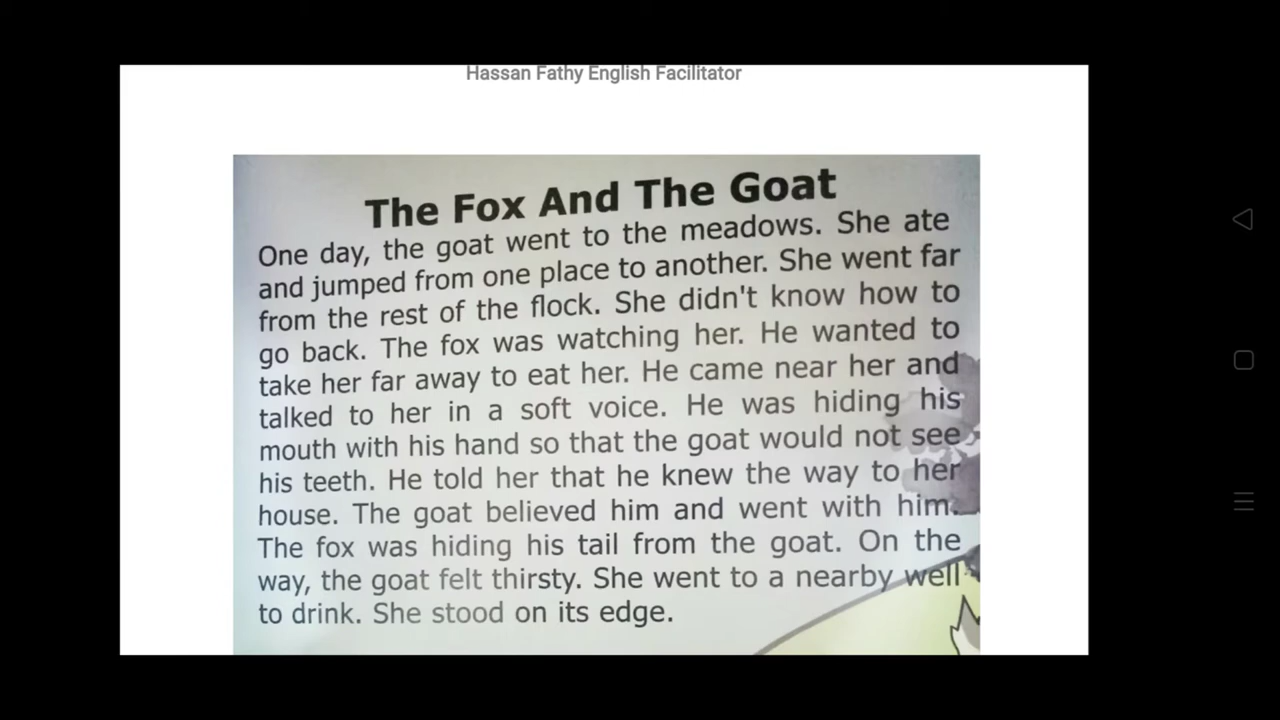 Hassan Fathy English Facilitator
The Fox And The Goat
One day, the goat went to the meadows. She ate
and jumped from one place to another. She went far
from the rest of the flock. She didn't know how to
go back. The fox was watching her. He wanted to
take her far away to eat her. He came near her and
talked to her in a soft voice. He was hiding his
mouth with his hand so that the goat would not see
his teeth. He told her that he knew the way to her
house. The goat believed him and went with him.
The fox was hiding his tail from the goat. On the
way, the goat felt thirsty. She went to a nearby well
to drink. She stood on its edge.